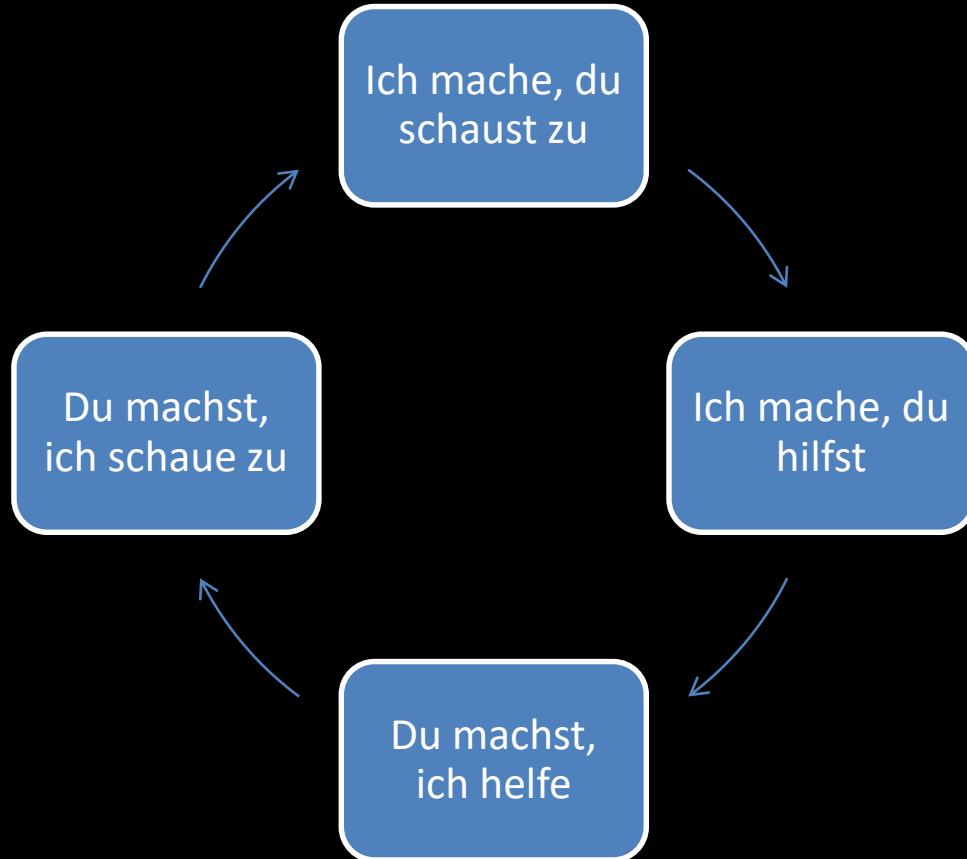 Ich mache, du
schaust zu
Ich mache, du
hilfst
Du machst,
ich helfe
Du machst,
ich schaue zu